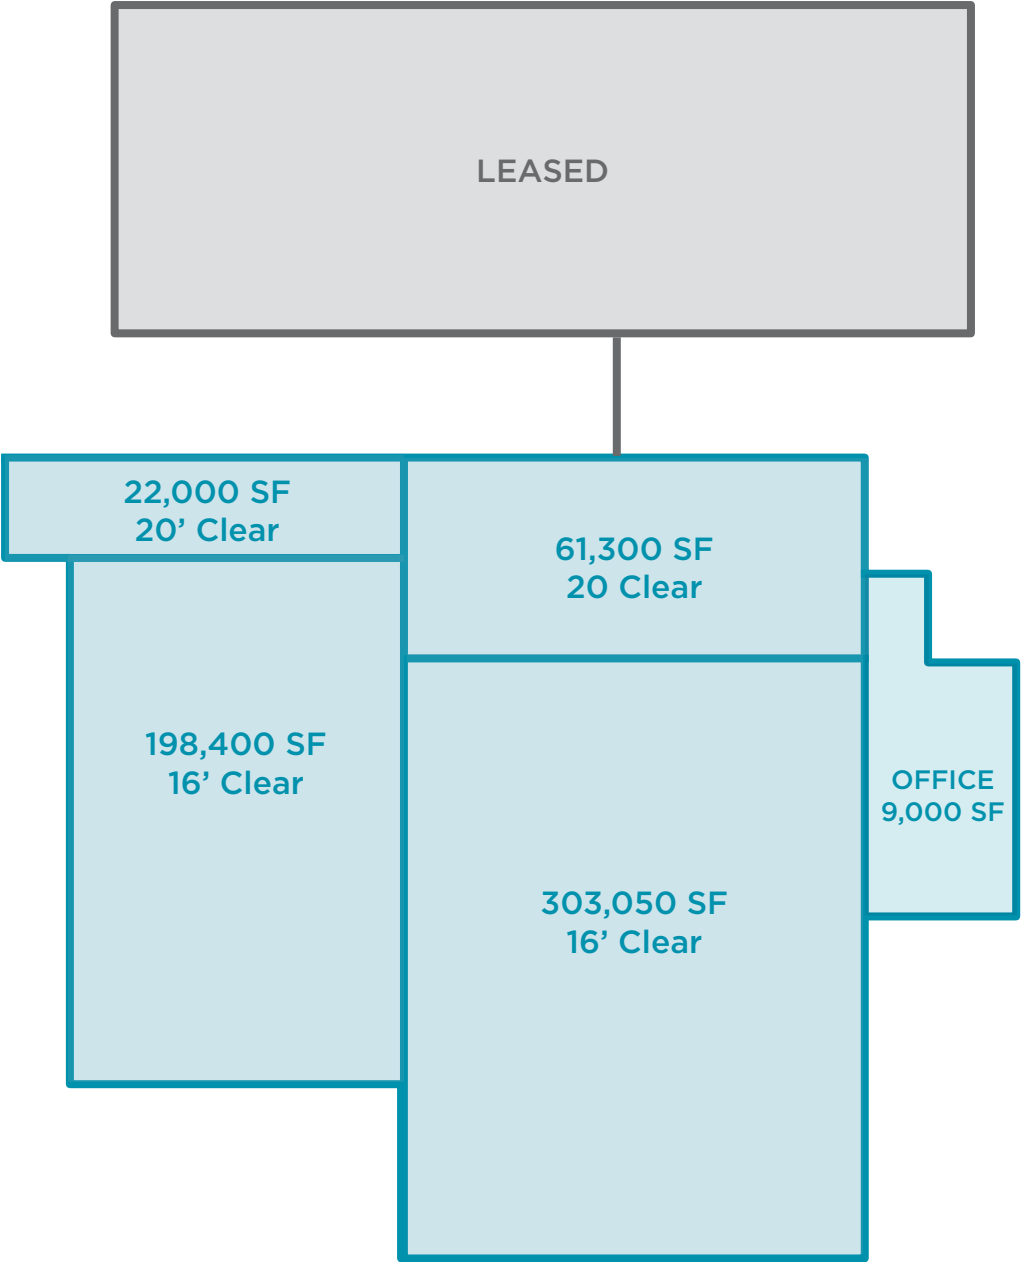 LEASED
22,000 SF
20’ Clear
61,300 SF
20 Clear
198,400 SF
16’ Clear
OFFICE
9,000 SF
303,050 SF
16’ Clear